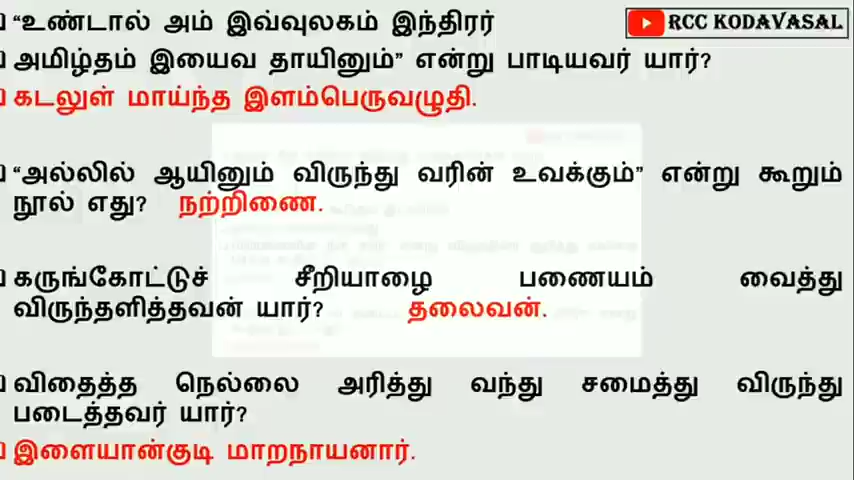 “உண்டால் அம் இவ்வுலகம் இந்திரர்
RCC KODAVASAL
அமிழ்தம் இயைவ தாயினும்” என்று பாடியவர் யார்?
கடலுள் மாய்ந்த இளம்பெருவழுதி.
“அல்லில் ஆயினும் விருந்து வரின் உவக்கும்” என்று கூறும்
நூல் எது? நற்றிணை.
கருங்கோட்டுச் சீறியாழை பணையம் வைத்து
விருந்தளித்தவன் யார்? தலைவன்.
விதைத்த நெல்லை அரித்து வந்து சமைத்து விருந்து
படைத்தவர் யார்?
இளையான்குடி மாறநாயனார்.